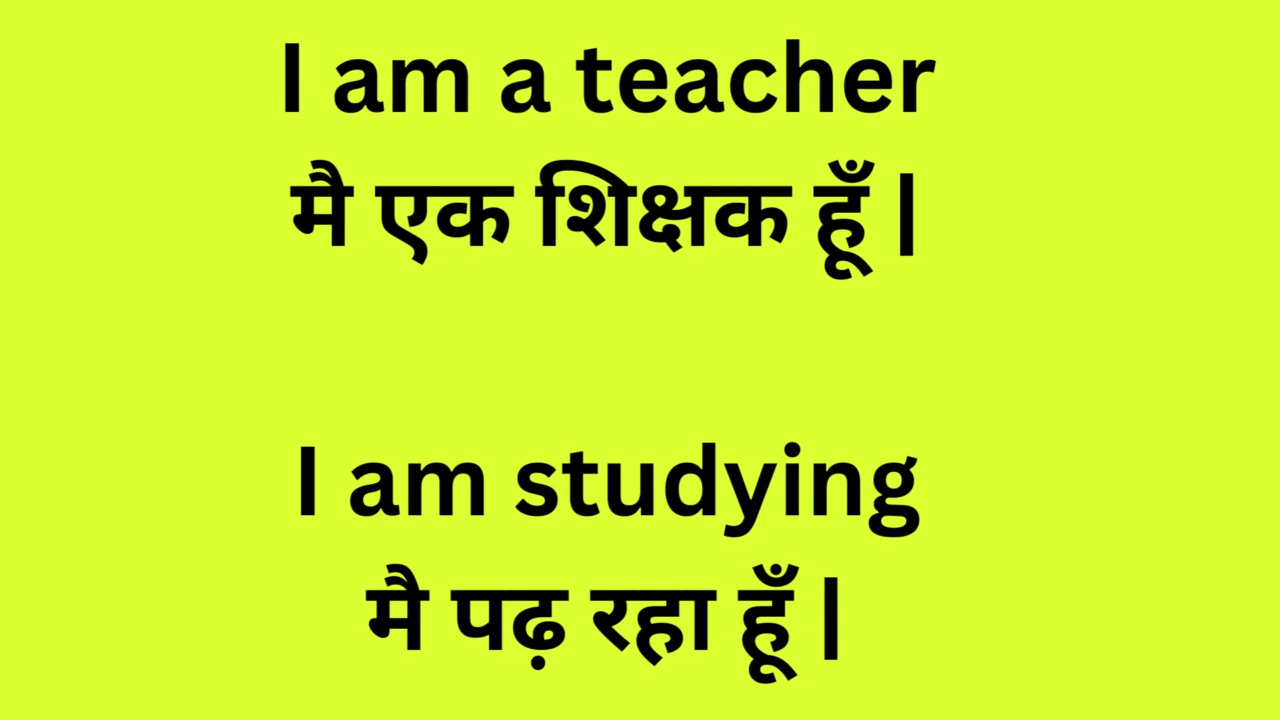 I am a teacher
मै एक शिक्षक हूँ |
I am studying
मै पढ़ रहा हूँ |